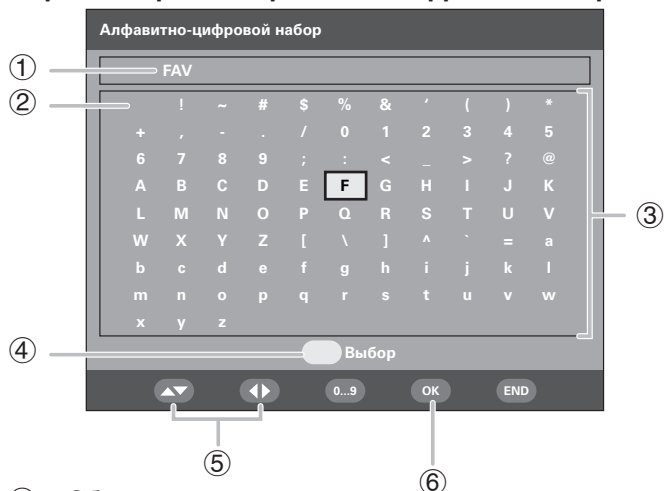 Алфавитно-цифровой набор
① FAV
② ! ~ # $ % & ′ ( ) *
+ , - . / 0 1 2 3 4 5
6 7 8 9 ; : < _ > ? @
A B C D E F G H I J K
L M N O P Q R S T U V ③
W X Y Z [ \ ] ^ ` = a
b c d e f g h i j k l
m n o p q r s t u v w
x y z
④ Выбор
0...9 OK END
⑤ ⑥